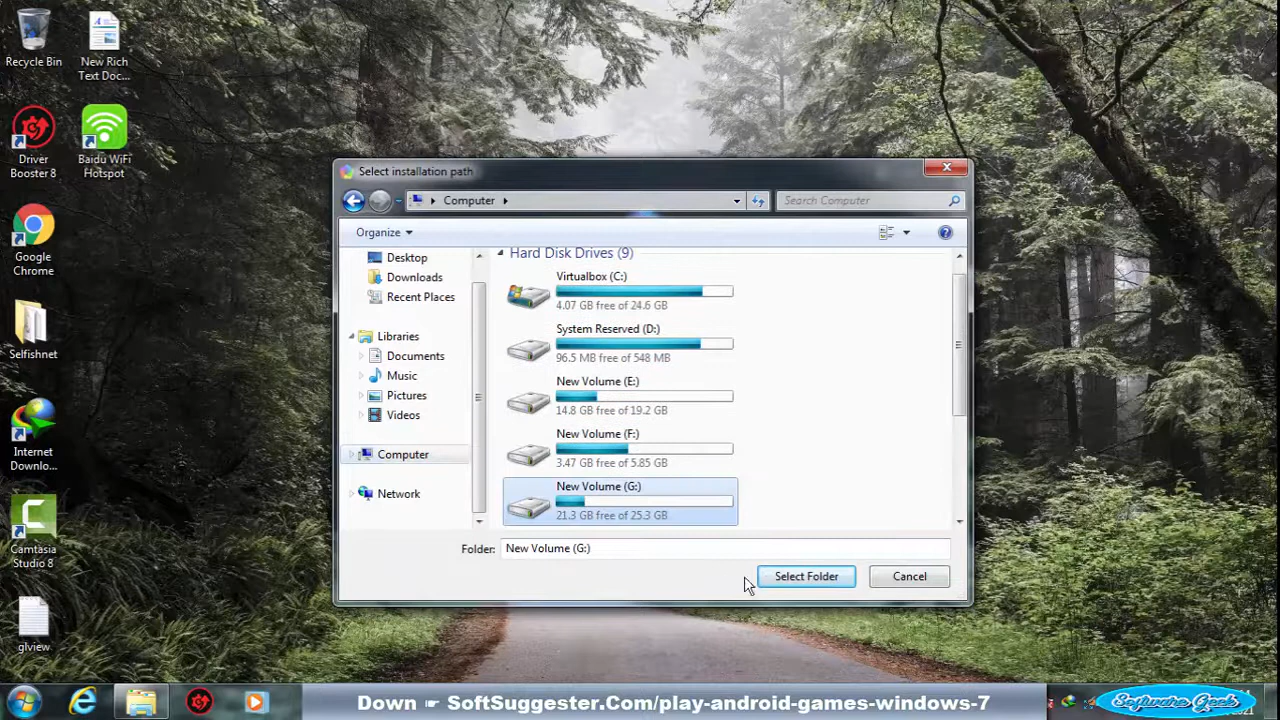 Recycle Bin
New Rich
Text Doc...
Driver
Booster 8
Baidu WiFi
Hotspot
Google
Chrome
Selfishnet
Internet
Downlo...
Camtasia
Studio 8
glview
Select installation path
Computer
Search Computer
Organize
Desktop
Downloads
Recent Places
Libraries
Documents
Music
Pictures
Videos
Computer
Network
Hard Disk Drives (9)
Virtualbox (C:)
4.07 GB free of 24.6 GB
System Reserved (D:)
96.5 MB free of 548 MB
New Volume (E:)
14.8 GB free of 19.2 GB
New Volume (F:)
3.47 GB free of 5.85 GB
New Volume (G:)
21.3 GB free of 25.3 GB
Folder: New Volume (G:)
Select Folder
Cancel
Down ☛ SoftSuggester.Com/play-android-games-windows-7
Software Geek